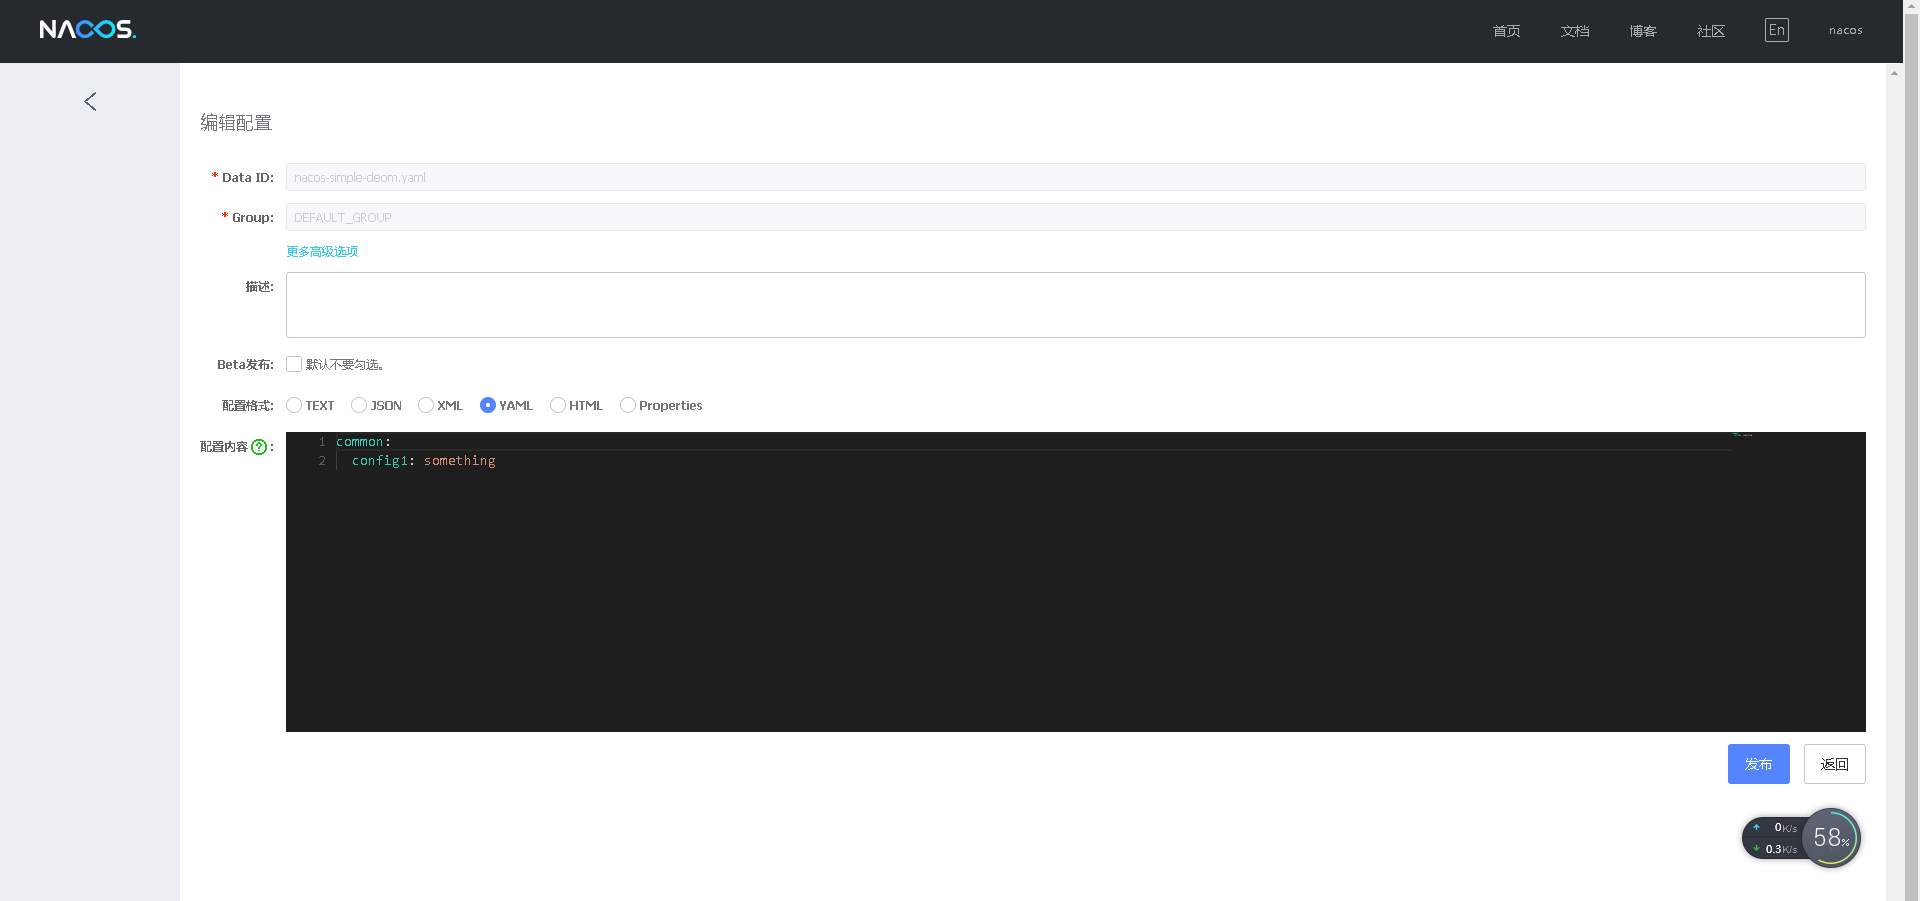 NACOS.
首页 文档 博客 社区 En nacos
编辑配置
* Data ID: nacos-simple-deom.yaml
* Group: DEFAULT_GROUP
更多高级选项
描述:
Beta发布: 默认不要勾选。
配置格式: TEXT JSON XML YAML HTML Properties
配置内容 ? :
1 common:
2 config1: something
发布 返回
0K/s
0.3K/s
58%